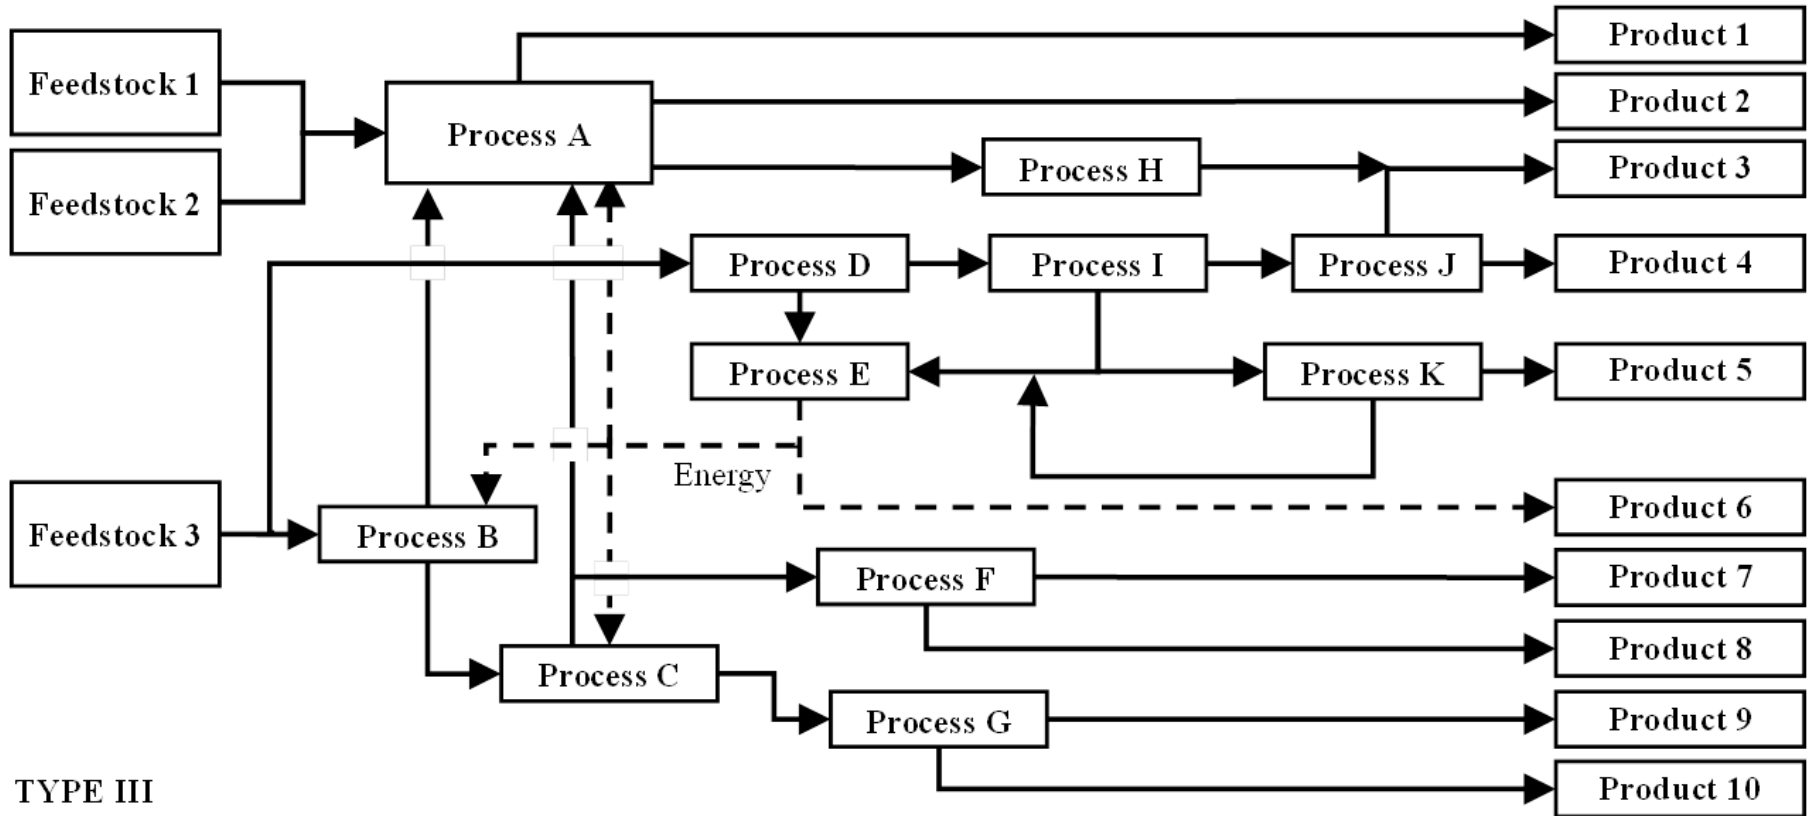 Product 1
Feedstock 1
Product 2
Process A
Process H
Product 3
Feedstock 2
Process D
Process I
Process J
Product 4
Process E
Process K
Product 5
Energy
Product 6
Feedstock 3
Process B
Process F
Product 7
Product 8
Process C
Process G
Product 9
Product 10
TYPE III